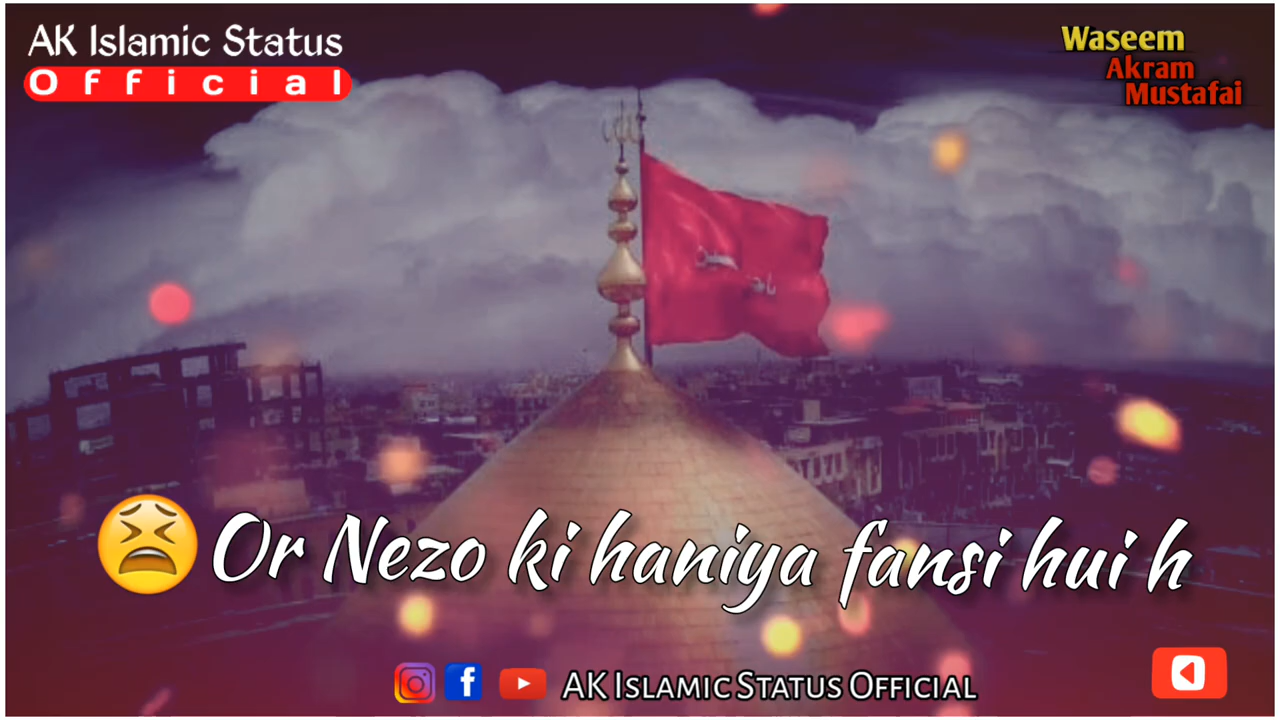 AK Islamic Status
Official
Waseem
Akram
Mustafai
Or Nezo ki haniya fansi hui h
AK Islamic Status Official